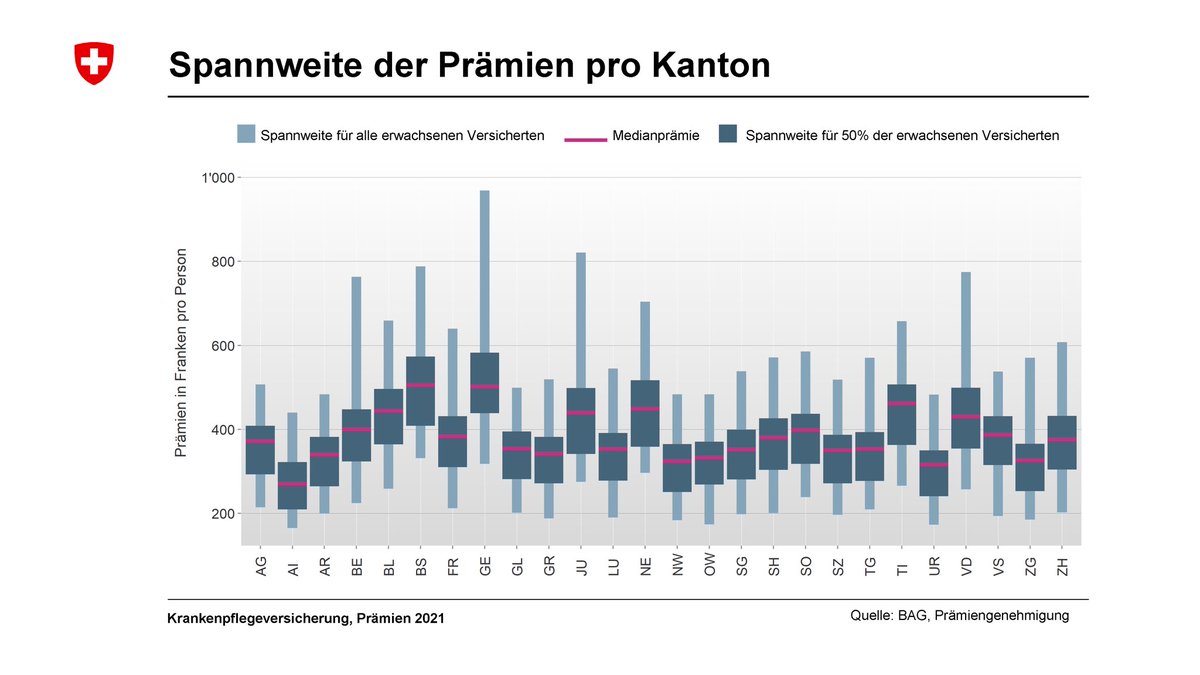 Spannweite der Prämien pro Kanton
Spannweite für alle erwachsenen Versicherten Medianprämie Spannweite für 50% der erwachsenen Versicherten
Prämien in Franken pro Person
1'000
800
600
400
200
AG AI AR BE BL BS FR GE GL GR JU LU NE NW OW SG SH SO SZ TG TI UR VD VS ZG ZH
Krankenpflegeversicherung, Prämien 2021
Quelle: BAG, Prämiengenehmigung